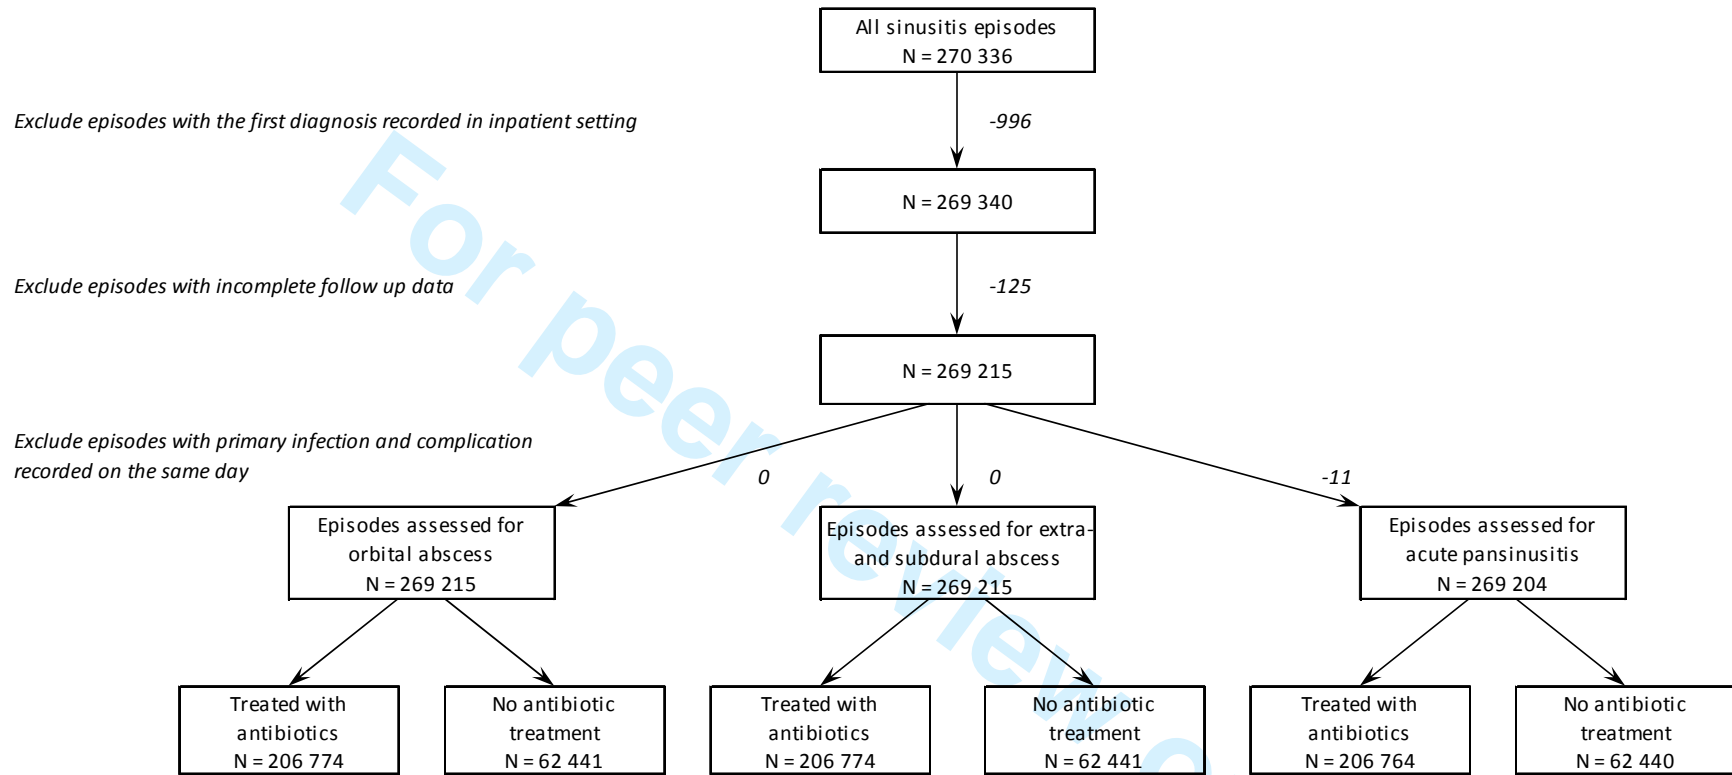 All sinusitis episodes
N = 270 336
Exclude episodes with the first diagnosis recorded in inpatient setting
-996
N = 269 340
Exclude episodes with incomplete follow up data
-125
N = 269 215
Exclude episodes with primary infection and complication
recorded on the same day
0
0
-11
Episodes assessed for
orbital abscess
N = 269 215
Episodes assessed for extra-
and subdural abscess
N = 269 215
Episodes assessed for
acute pansinusitis
N = 269 204
Treated with
antibiotics
N = 206 774
No antibiotic
treatment
N = 62 441
Treated with
antibiotics
N = 206 774
No antibiotic
treatment
N = 62 441
Treated with
antibiotics
N = 206 764
No antibiotic
treatment
N = 62 440
For peer review